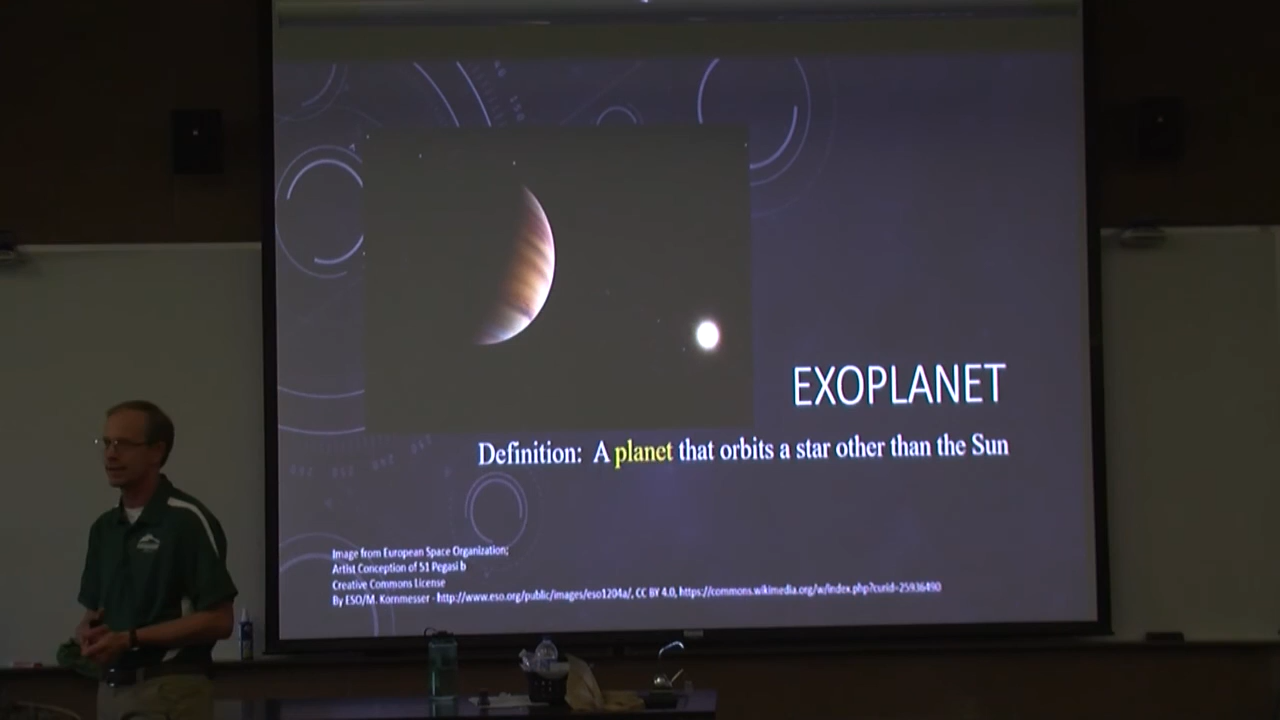 EXOPLANET
Definition: A planet that orbits a star other than the Sun
Image from European Space Organization;
Artist Conception of 51 Pegasi b
Creative Commons License
By ESO/M. Kornmesser - http://www.eso.org/public/images/eso1204a/, CC BY 4.0, https://commons.wikimedia.org/w/index.php?curid=25936490